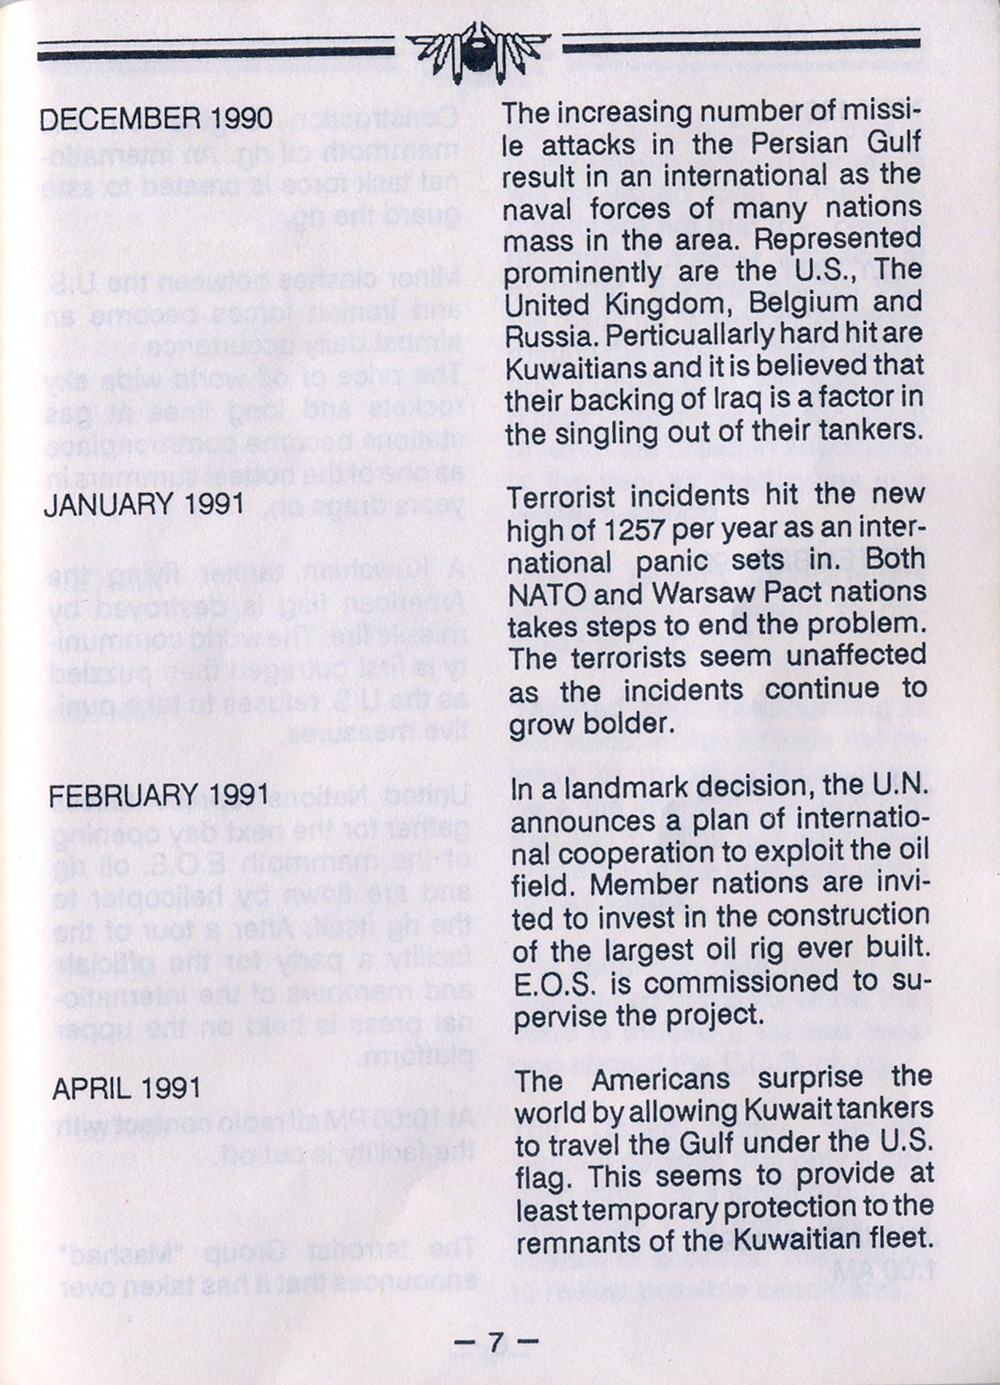 DECEMBER 1990
The increasing number of missi-
le attacks in the Persian Gulf
result in an international as the
naval forces of many nations
mass in the area. Represented
prominently are the U.S., The
United Kingdom, Belgium and
Russia. Perticuallarly hard hit are
Kuwaitians and it is believed that
their backing of Iraq is a factor in
the singling out of their tankers.
JANUARY 1991
Terrorist incidents hit the new
high of 1257 per year as an inter-
national panic sets in. Both
NATO and Warsaw Pact nations
takes steps to end the problem.
The terrorists seem unaffected
as the incidents continue to
grow bolder.
FEBRUARY 1991
In a landmark decision, the U.N.
announces a plan of internatio-
nal cooperation to exploit the oil
field. Member nations are invi-
ted to invest in the construction
of the largest oil rig ever built.
E.O.S. is commissioned to su-
pervise the project.
APRIL 1991
The Americans surprise the
world by allowing Kuwait tankers
to travel the Gulf under the U.S.
flag. This seems to provide at
least temporary protection to the
remnants of the Kuwaitian fleet.
— 7 —